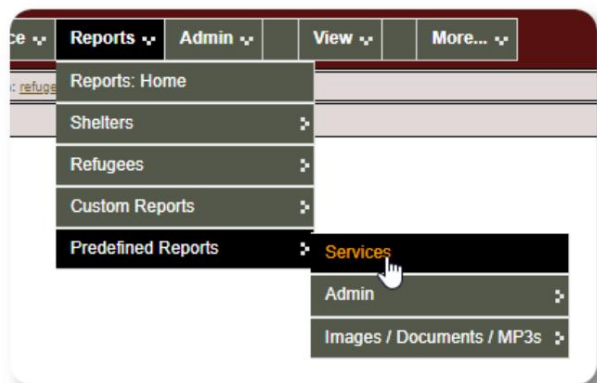 Reports Admin View More...
Reports: Home
Shelters
Refugees
Custom Reports
Predefined Reports
Services
Admin
Images / Documents / MP3s